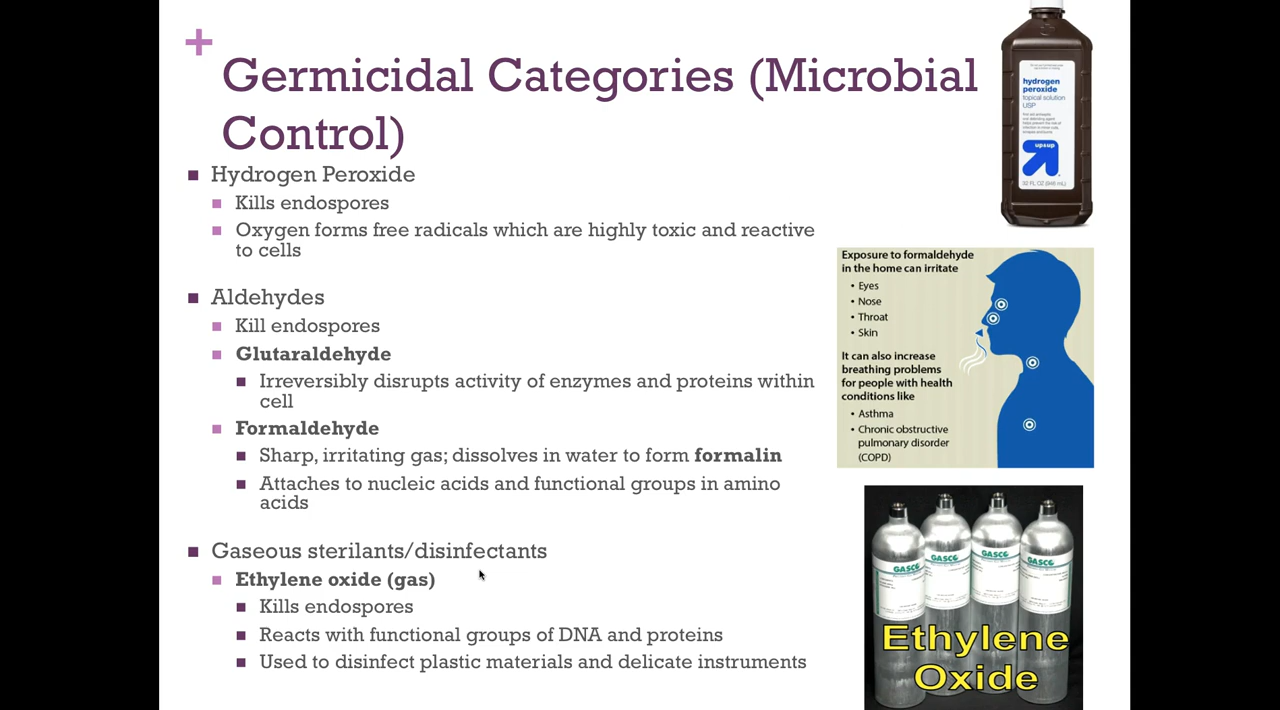 +
Germicidal Categories (Microbial
Control)
Hydrogen Peroxide
Kills endospores
Oxygen forms free radicals which are highly toxic and reactive
to cells
Aldehydes
Kill endospores
Glutaraldehyde
Irreversibly disrupts activity of enzymes and proteins within
cell
Formaldehyde
Sharp, irritating gas; dissolves in water to form formalin
Attaches to nucleic acids and functional groups in amino
acids
Gaseous sterilants/disinfectants
Ethylene oxide (gas)
Kills endospores
Reacts with functional groups of DNA and proteins
Used to disinfect plastic materials and delicate instruments
hydrogen
peroxide
topical solution
USP
up&up
32 FL OZ
Exposure to formaldehyde
in the home can irritate
• Eyes
• Nose
• Throat
• Skin
It can also increase
breathing problems
for people with health
conditions like
• Asthma
• Chronic obstructive
pulmonary disorder
(COPD)
GASCO
GASCO
GASCO
GASCO
Ethylene
Oxide